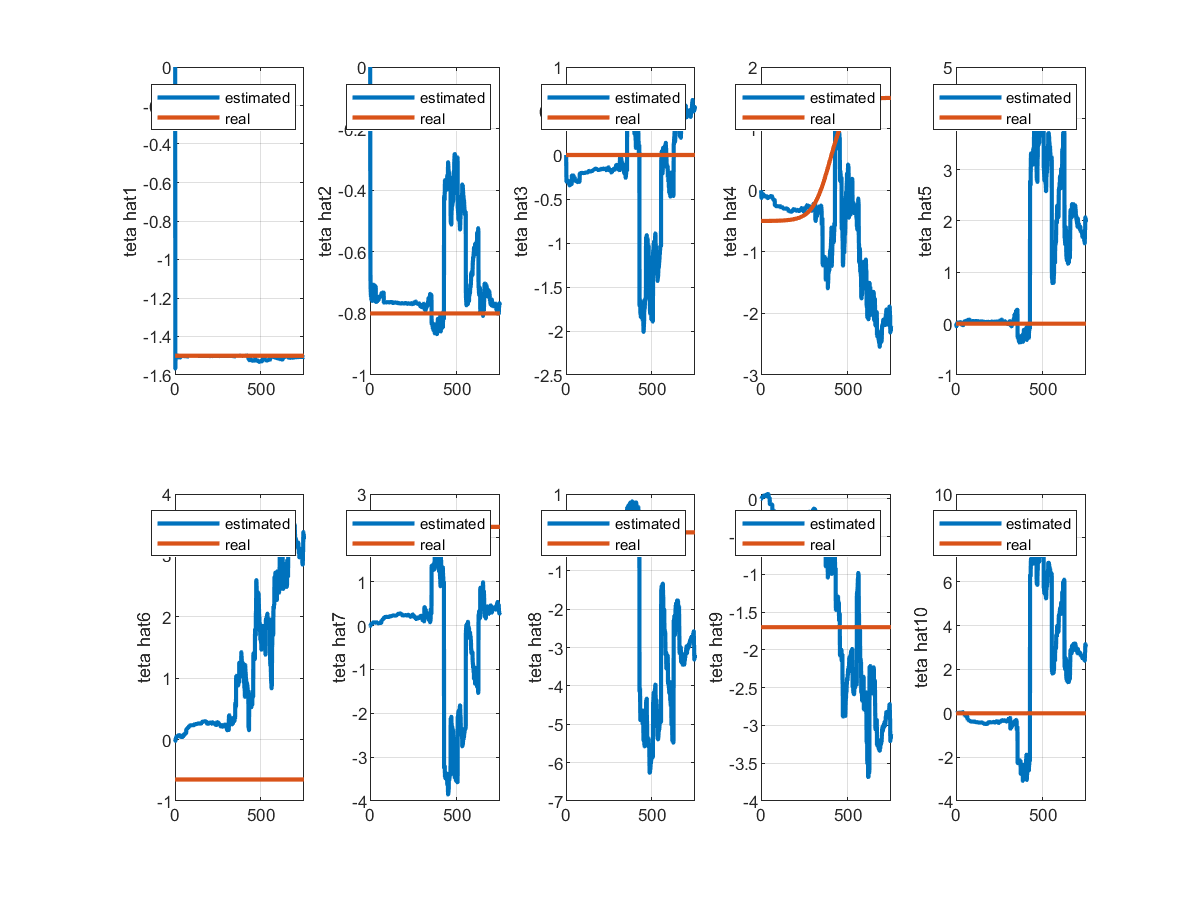 0
-0.4
-0.6
-0.8
-1
-1.2
-1.4
-1.6
0 500
teta hat1
estimated
real
0
-0.2
-0.4
-0.6
-0.8
-1
0 500
teta hat2
estimated
real
1
0
-0.5
-1
-1.5
-2
-2.5
0 500
teta hat3
estimated
real
2
1
0
-1
-2
-3
0 500
teta hat4
estimated
real
5
3
2
1
0
-1
0 500
teta hat5
estimated
real
4
3
2
1
0
-1
0 500
teta hat6
estimated
real
3
1
0
-1
-2
-3
-4
0 500
teta hat7
estimated
real
1
-1
-2
-3
-4
-5
-6
-7
0 500
teta hat8
estimated
real
0
-1
-1.5
-2
-2.5
-3
-3.5
-4
0 500
teta hat9
estimated
real
10
6
4
2
0
-2
-4
0 500
teta hat10
estimated
real